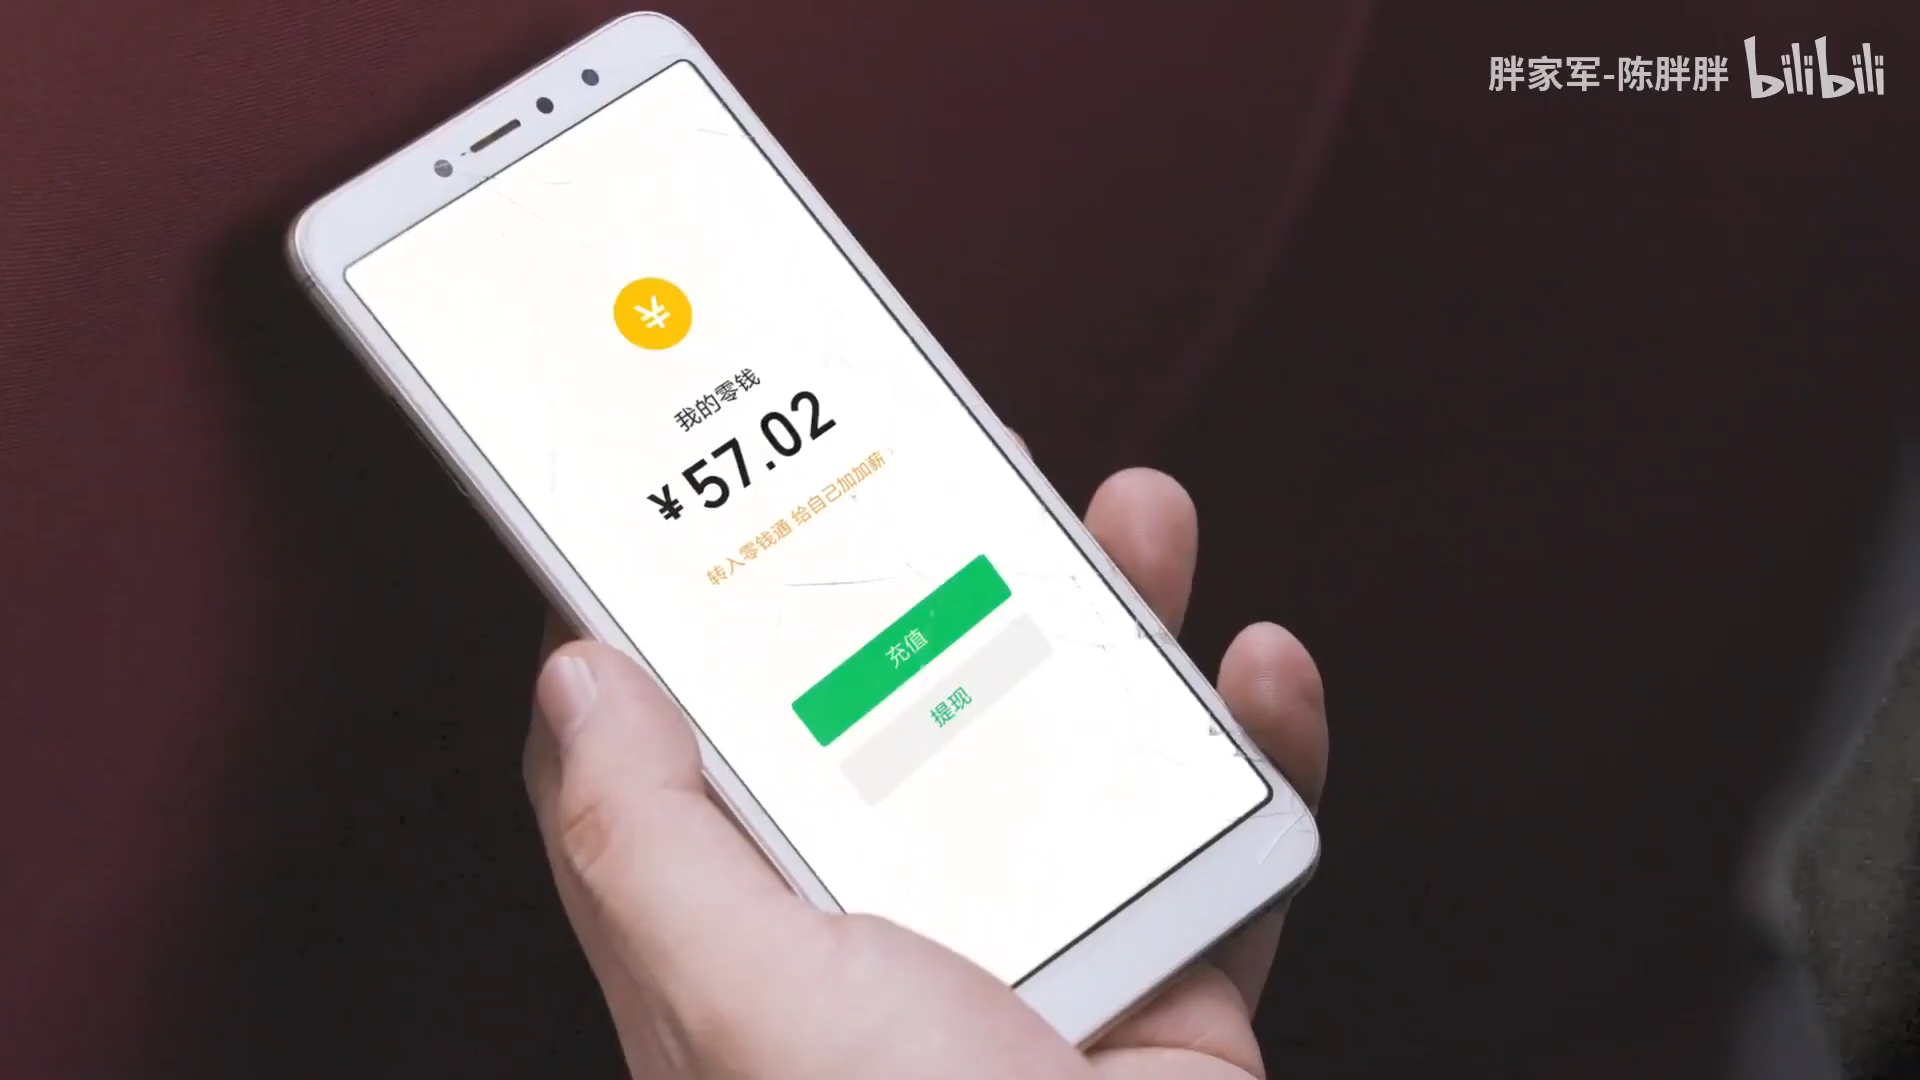 胖家军-陈胖胖 bilibili
¥
我的零钱
¥57.02
转入零钱通 给自己加加薪
充值
提现